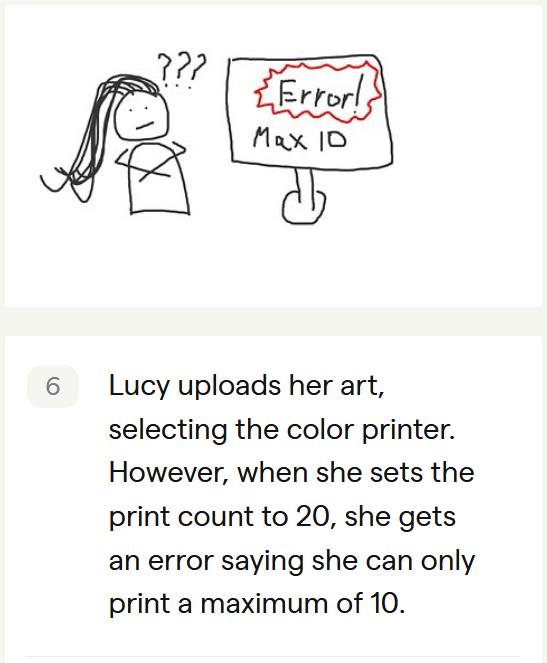 ???
Error!
Max 10
6
Lucy uploads her art,
selecting the color printer.
However, when she sets the
print count to 20, she gets
an error saying she can only
print a maximum of 10.